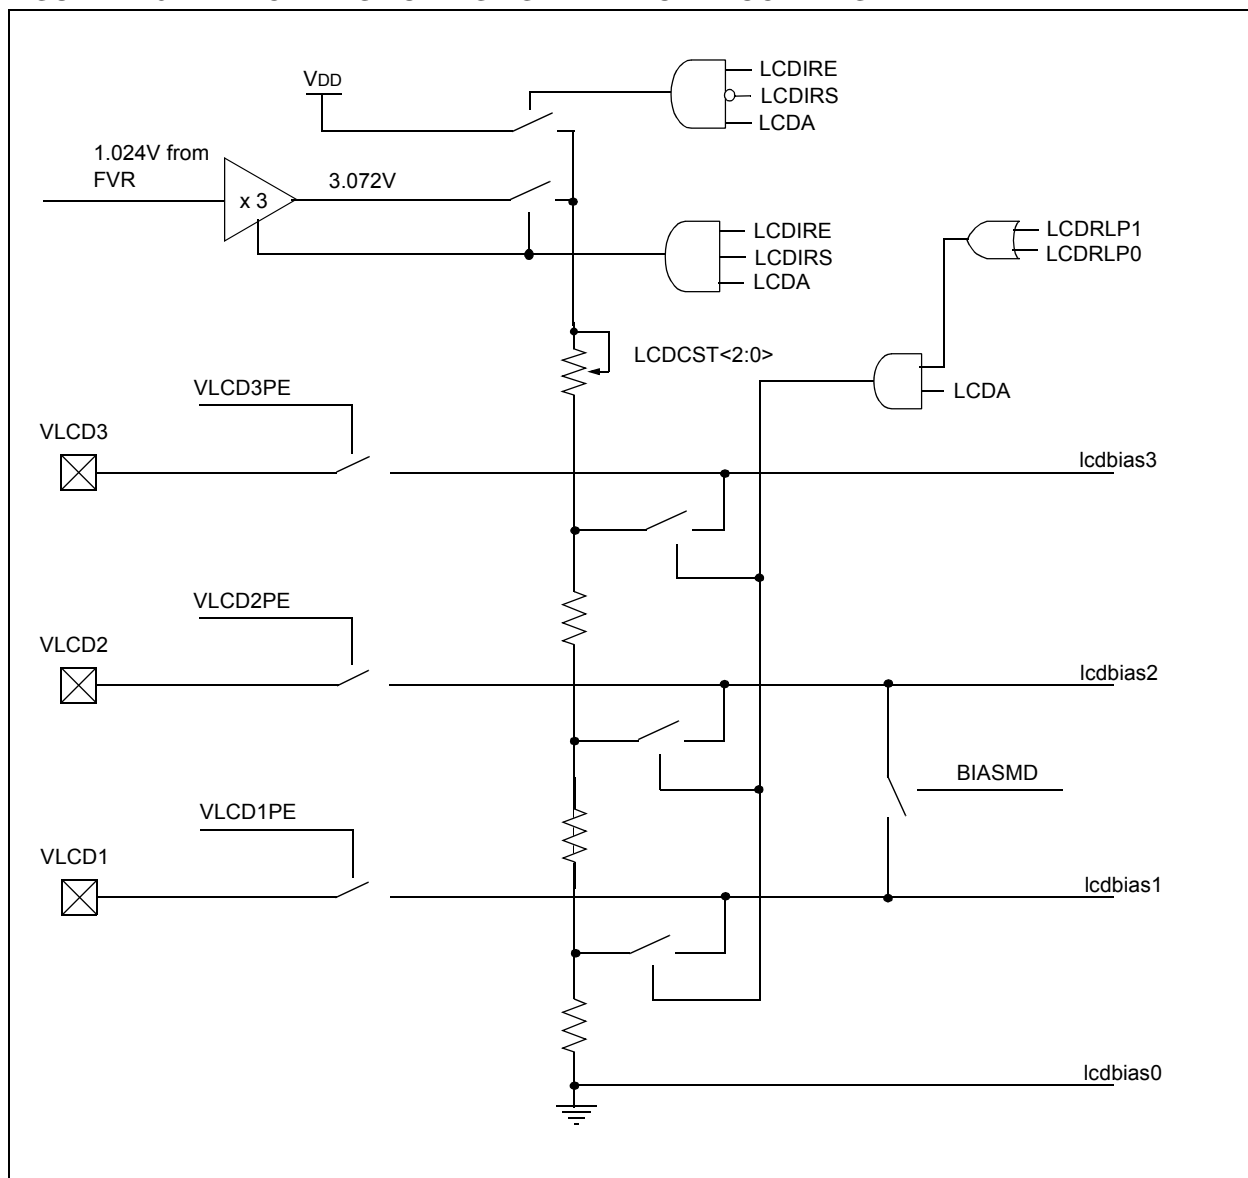 VDD
LCDIRE
LCDIRS
LCDA
1.024V from
FVR
x 3
3.072V
LCDIRE
LCDIRS
LCDA
LCDRLP1
LCDRLP0
LCDCST<2:0>
LCDA
VLCD3PE
VLCD3
lcdbias3
VLCD2PE
VLCD2
lcdbias2
BIASMD
VLCD1PE
VLCD1
lcdbias1
lcdbias0